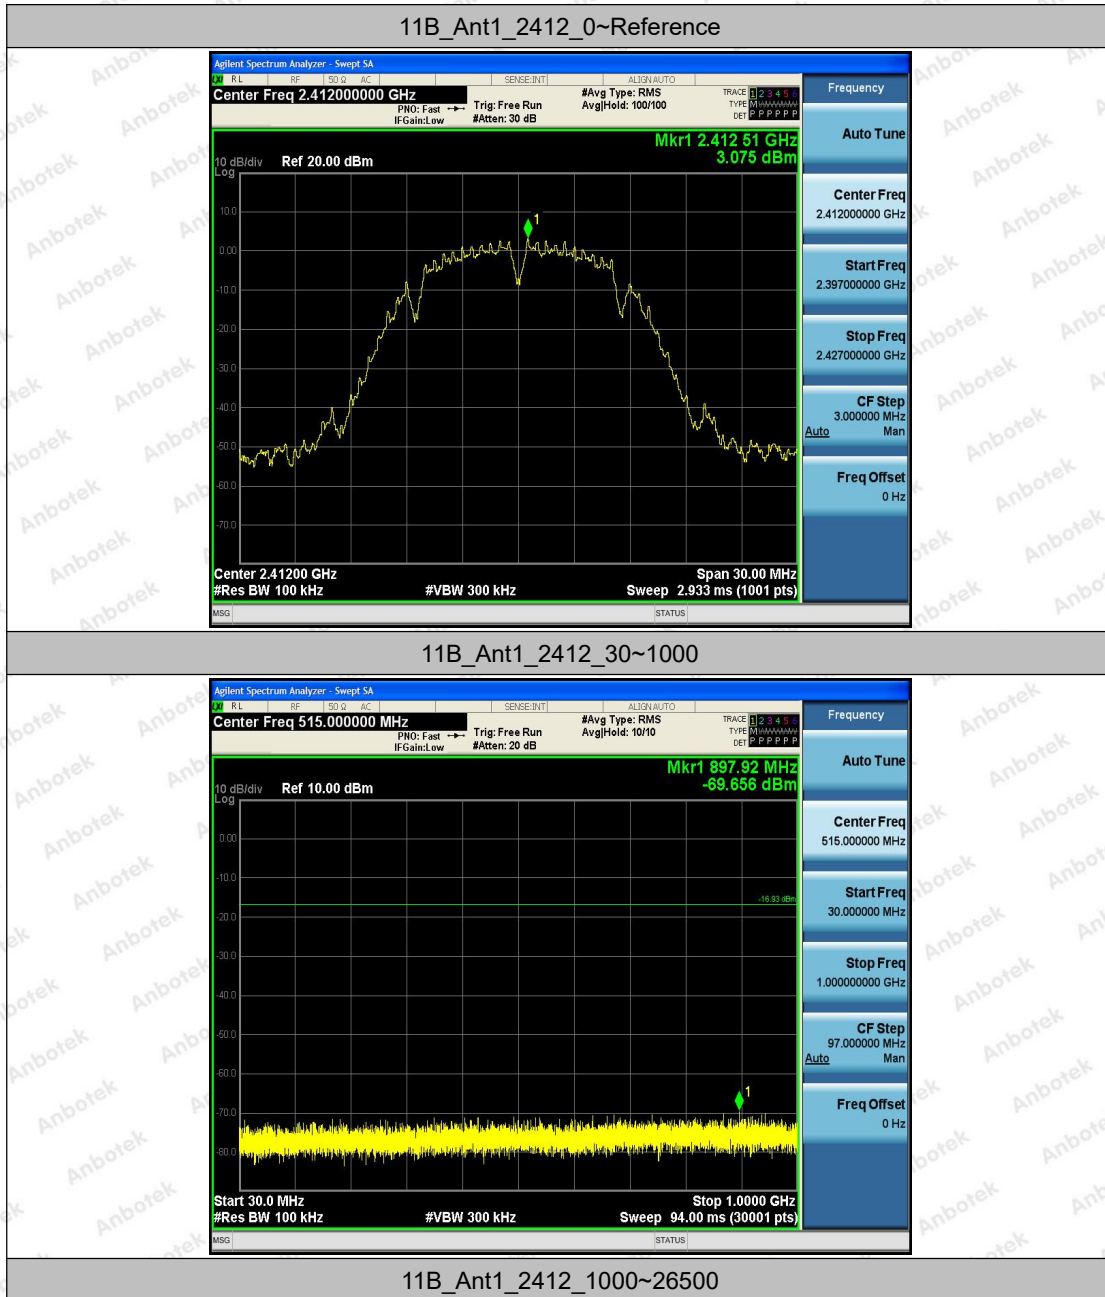 11B_Ant1_2412_0~Reference
Agilent Spectrum Analyzer - Swept SA
LXI RL RF 50 Ω AC SENSE:INT ALIGN AUTO
Center Freq 2.412000000 GHz
PNO: Fast
IFGain:Low
Trig: Free Run
#Atten: 30 dB
#Avg Type: RMS
Avg|Hold: 100/100
TRACE 1 2 3 4 5 6
TYPE M WWWWW
DET P P P P P P
Mkr1 2.412 51 GHz
3.075 dBm
10 dB/div Ref 20.00 dBm
Log
10.0
0.00
-10.0
-20.0
-30.0
-40.0
-50.0
-60.0
-70.0
1
Center 2.41200 GHz Span 30.00 MHz
#Res BW 100 kHz #VBW 300 kHz Sweep 2.933 ms (1001 pts)
MSG STATUS
Frequency
Auto Tune
Center Freq
2.412000000 GHz
Start Freq
2.397000000 GHz
Stop Freq
2.427000000 GHz
CF Step
3.000000 MHz
Auto Man
Freq Offset
0 Hz
11B_Ant1_2412_30~1000
Agilent Spectrum Analyzer - Swept SA
LXI RL RF 50 Ω AC SENSE:INT ALIGN AUTO
Center Freq 515.000000 MHz
PNO: Fast
IFGain:Low
Trig: Free Run
#Atten: 20 dB
#Avg Type: RMS
Avg|Hold: 10/10
TRACE 1 2 3 4 5 6
TYPE M WWWWW
DET P P P P P P
Mkr1 897.92 MHz
-69.656 dBm
10 dB/div Ref 10.00 dBm
Log
0.00
-10.0
-20.0
-30.0
-40.0
-50.0
-60.0
-70.0
-80.0
-16.93 dBm
1
Start 30.0 MHz Stop 1.0000 GHz
#Res BW 100 kHz #VBW 300 kHz Sweep 94.00 ms (30001 pts)
MSG STATUS
Frequency
Auto Tune
Center Freq
515.000000 MHz
Start Freq
30.000000 MHz
Stop Freq
1.000000000 GHz
CF Step
97.000000 MHz
Auto Man
Freq Offset
0 Hz
11B_Ant1_2412_1000~26500